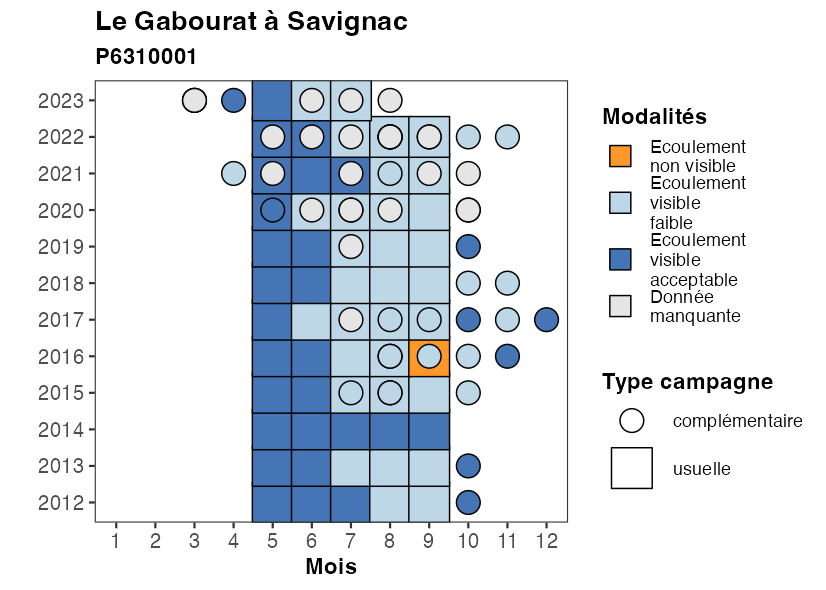 Le Gabourat à Savignac
P6310001
2023
2022
2021
2020
2019
2018
2017
2016
2015
2014
2013
2012
1 2 3 4 5 6 7 8 9 10 11 12
Mois
Modalités
Ecoulement
non visible
Ecoulement
visible
faible
Ecoulement
visible
acceptable
Donnée
manquante
Type campagne
complémentaire
usuelle